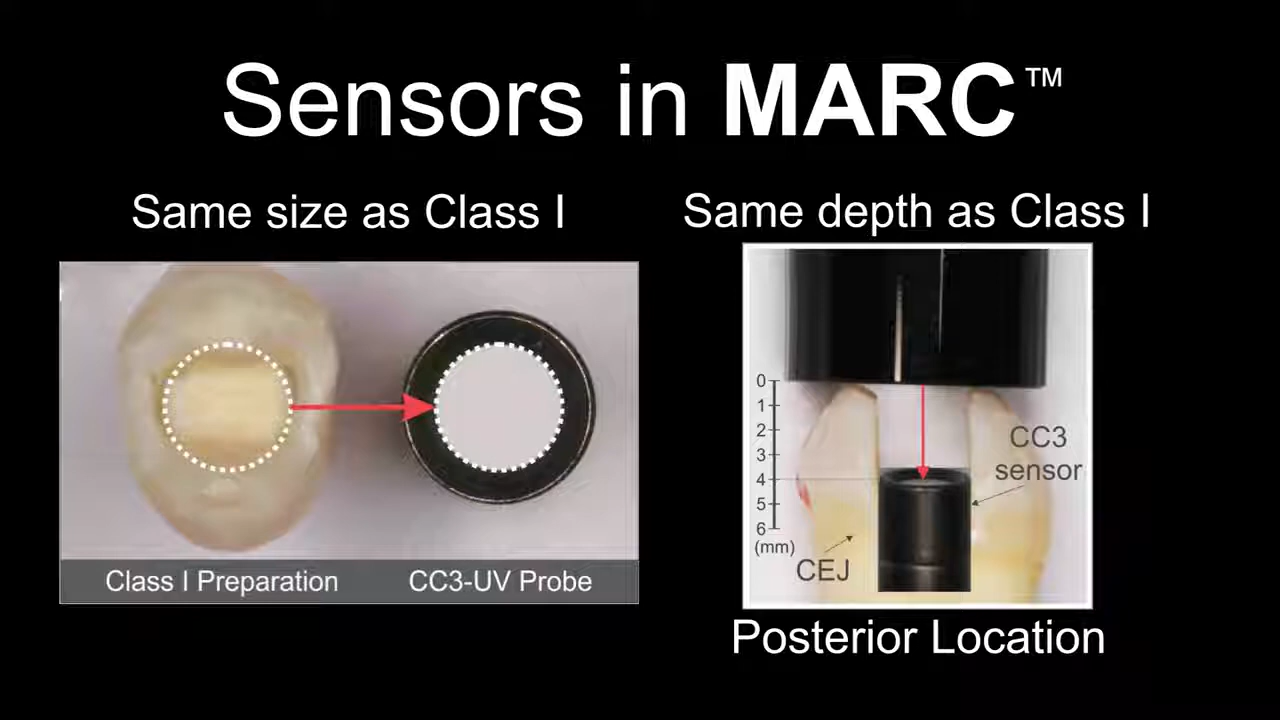 Sensors in MARC™
Same size as Class I
Same depth as Class I
Class I Preparation
CC3-UV Probe
0
1
2
3
4
5
6
(mm)
CC3
sensor
CEJ
Posterior Location